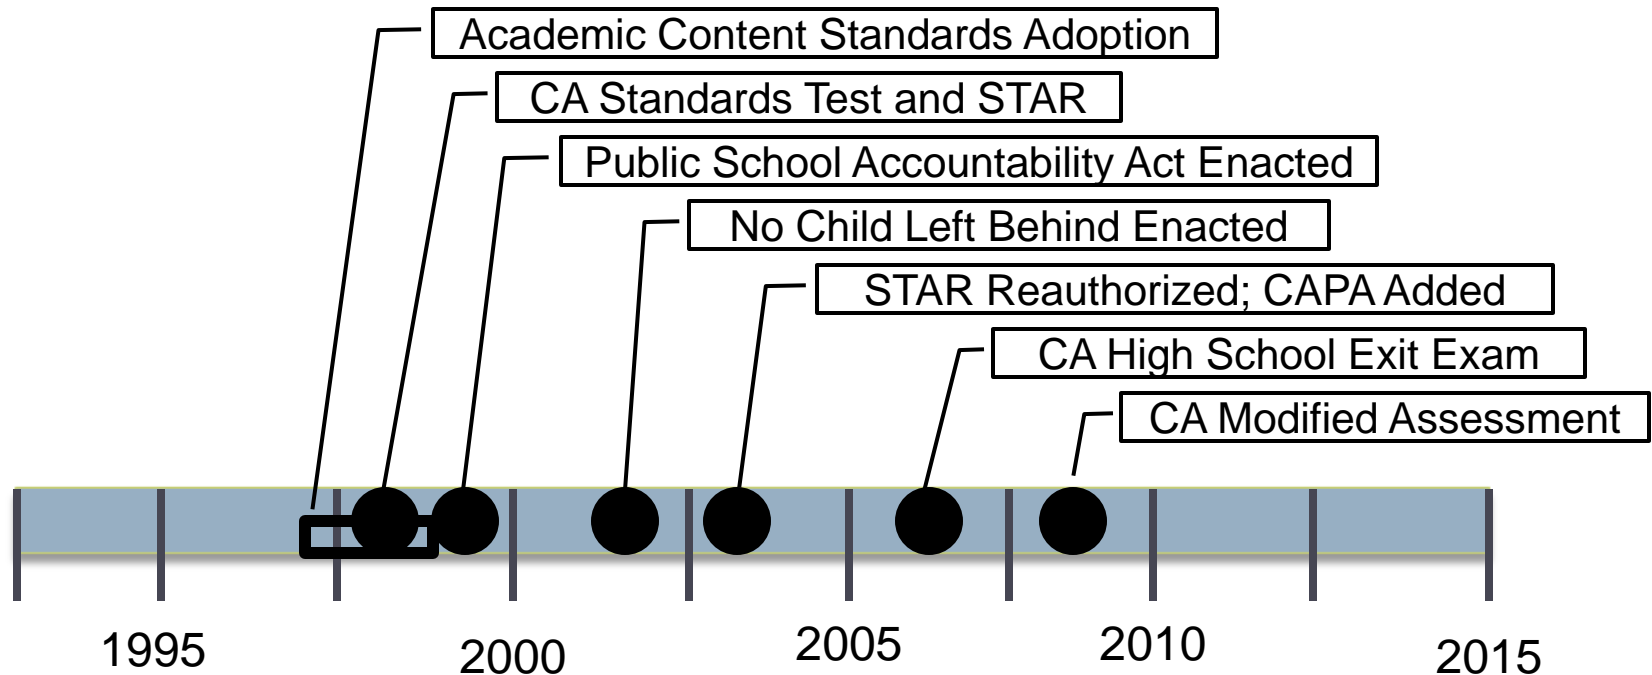 Academic Content Standards Adoption
CA Standards Test and STAR
Public School Accountability Act Enacted
No Child Left Behind Enacted
STAR Reauthorized; CAPA Added
CA High School Exit Exam
CA Modified Assessment
1995
2000
2005
2010
2015